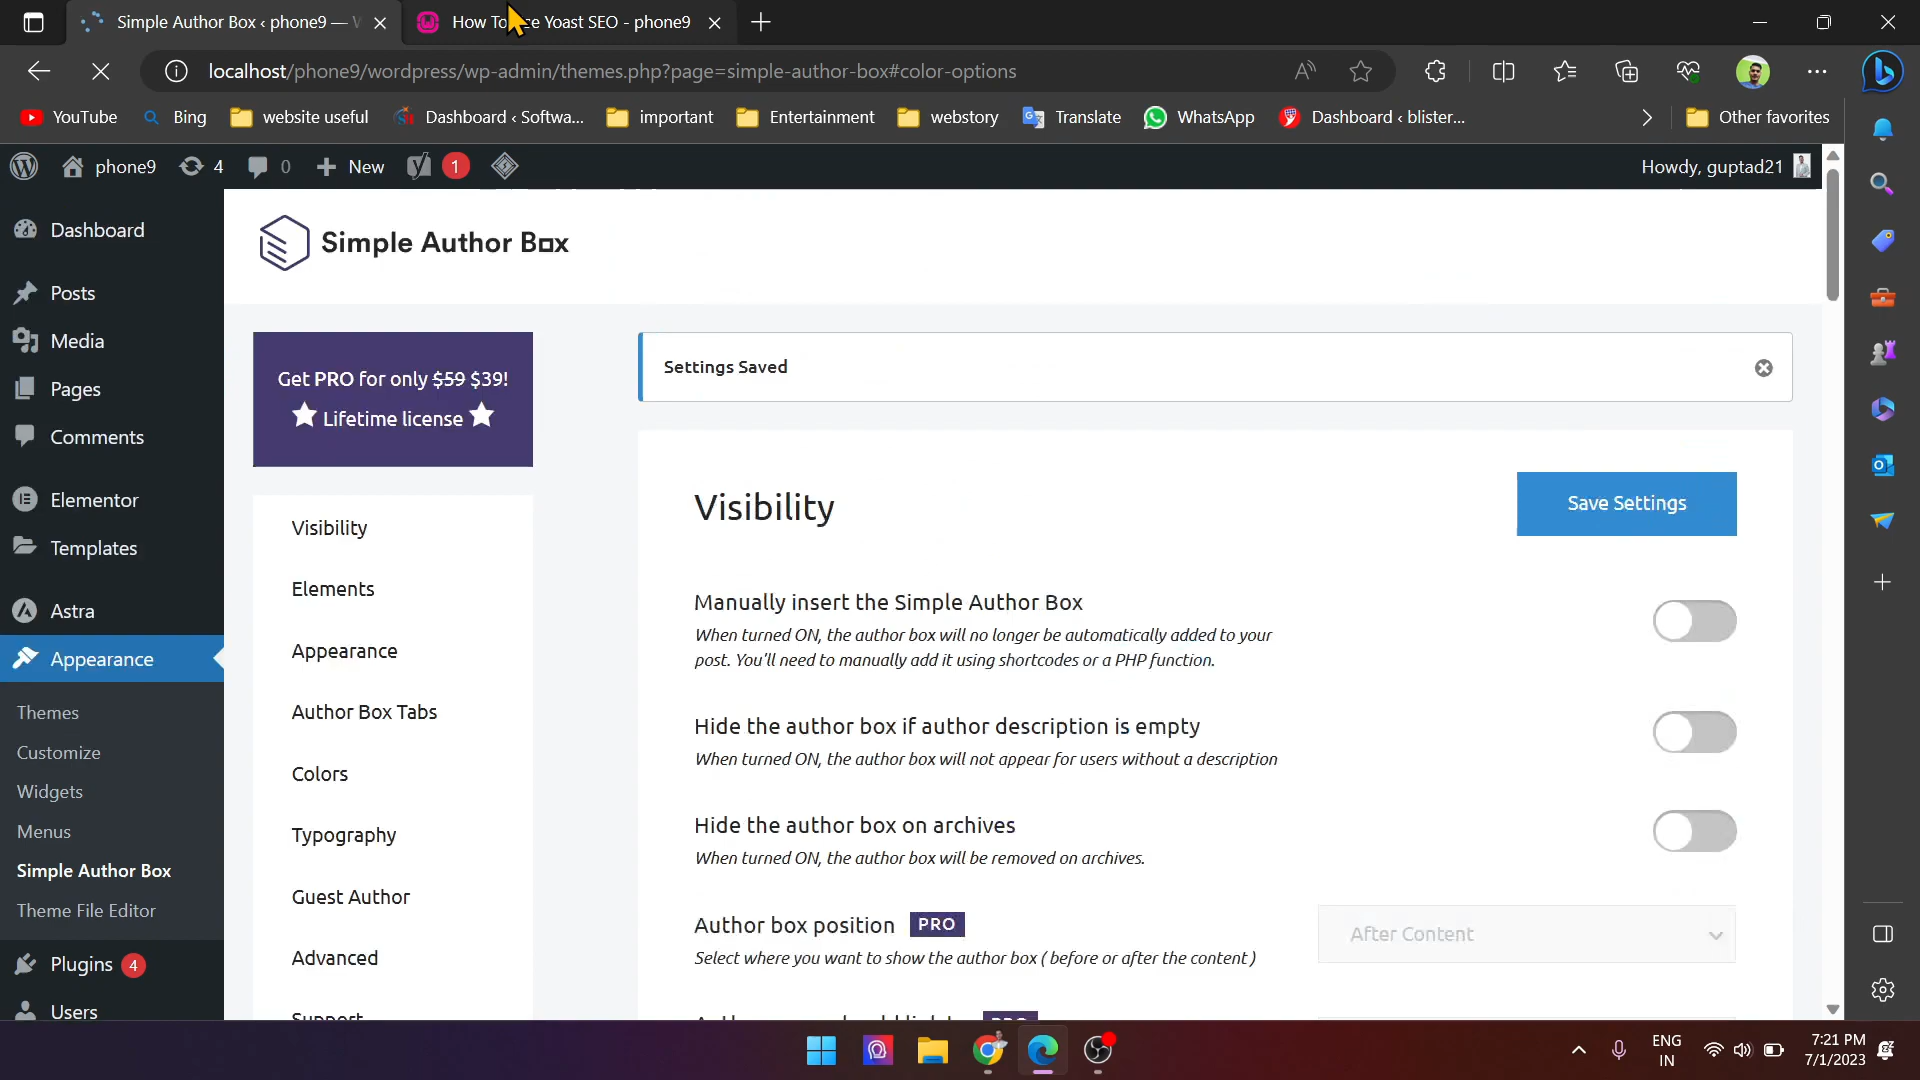 Simple Author Box ‹ phone9 —
How To Yoast SEO - phone9
localhost/phone9/wordpress/wp-admin/themes.php?page=simple-author-box#color-options
YouTube
Bing
website useful
Dashboard ‹ Softwa...
important
Entertainment
webstory
Translate
WhatsApp
Dashboard ‹ blister...
Other favorites
phone9
4
0
New
1
Howdy, guptad21
Dashboard
Posts
Media
Pages
Comments
Elementor
Templates
Astra
Appearance
Themes
Customize
Widgets
Menus
Simple Author Box
Theme File Editor
Plugins 4
Users
Simple Author Box
Get PRO for only $59 $39!
Lifetime license
Visibility
Elements
Appearance
Author Box Tabs
Colors
Typography
Guest Author
Advanced
Support
Settings Saved
Visibility
Save Settings
Manually insert the Simple Author Box
When turned ON, the author box will no longer be automatically added to your
post. You'll need to manually add it using shortcodes or a PHP function.
Hide the author box if author description is empty
When turned ON, the author box will not appear for users without a description
Hide the author box on archives
When turned ON, the author box will be removed on archives.
Author box position PRO
After Content
Select where you want to show the author box ( before or after the content )
PRO
ENG
IN
7:21 PM
7/1/2023